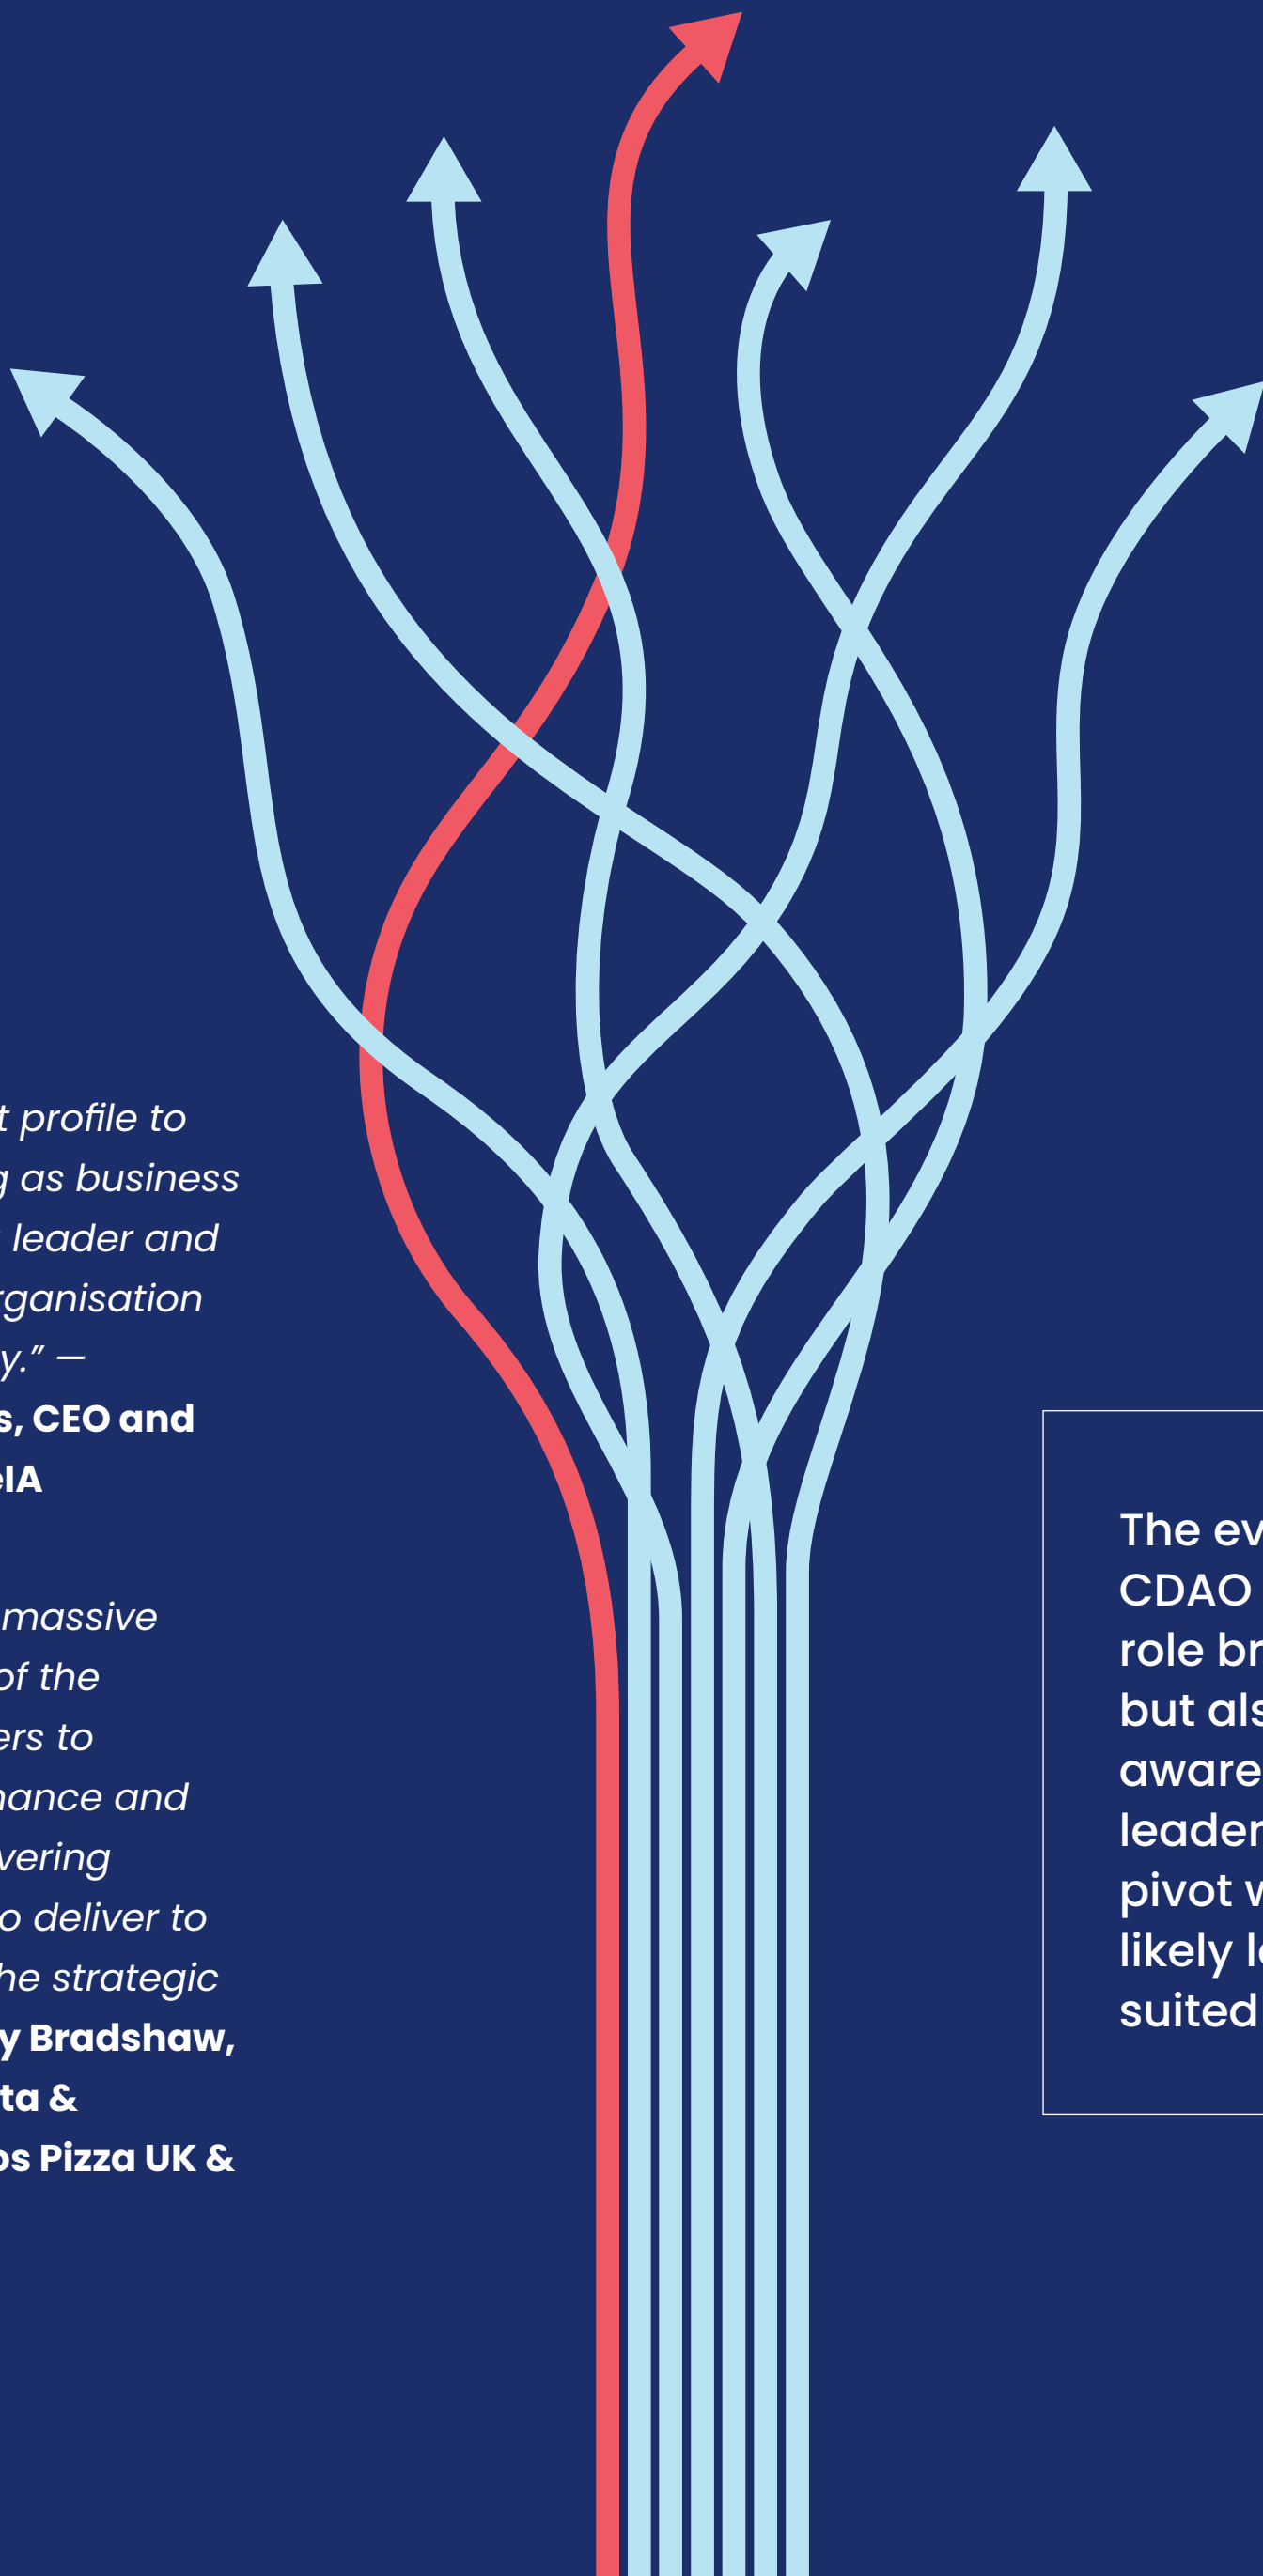 t profile to
g as business
leader and
rganisation
y.” —
s, CEO and
eIA
massive
of the
ers to
nance and
vering
o deliver to
he strategic
y Bradshaw,
ta &
os Pizza UK &
The ev
CDAO
role br
but als
aware
leader
pivot w
likely le
suited